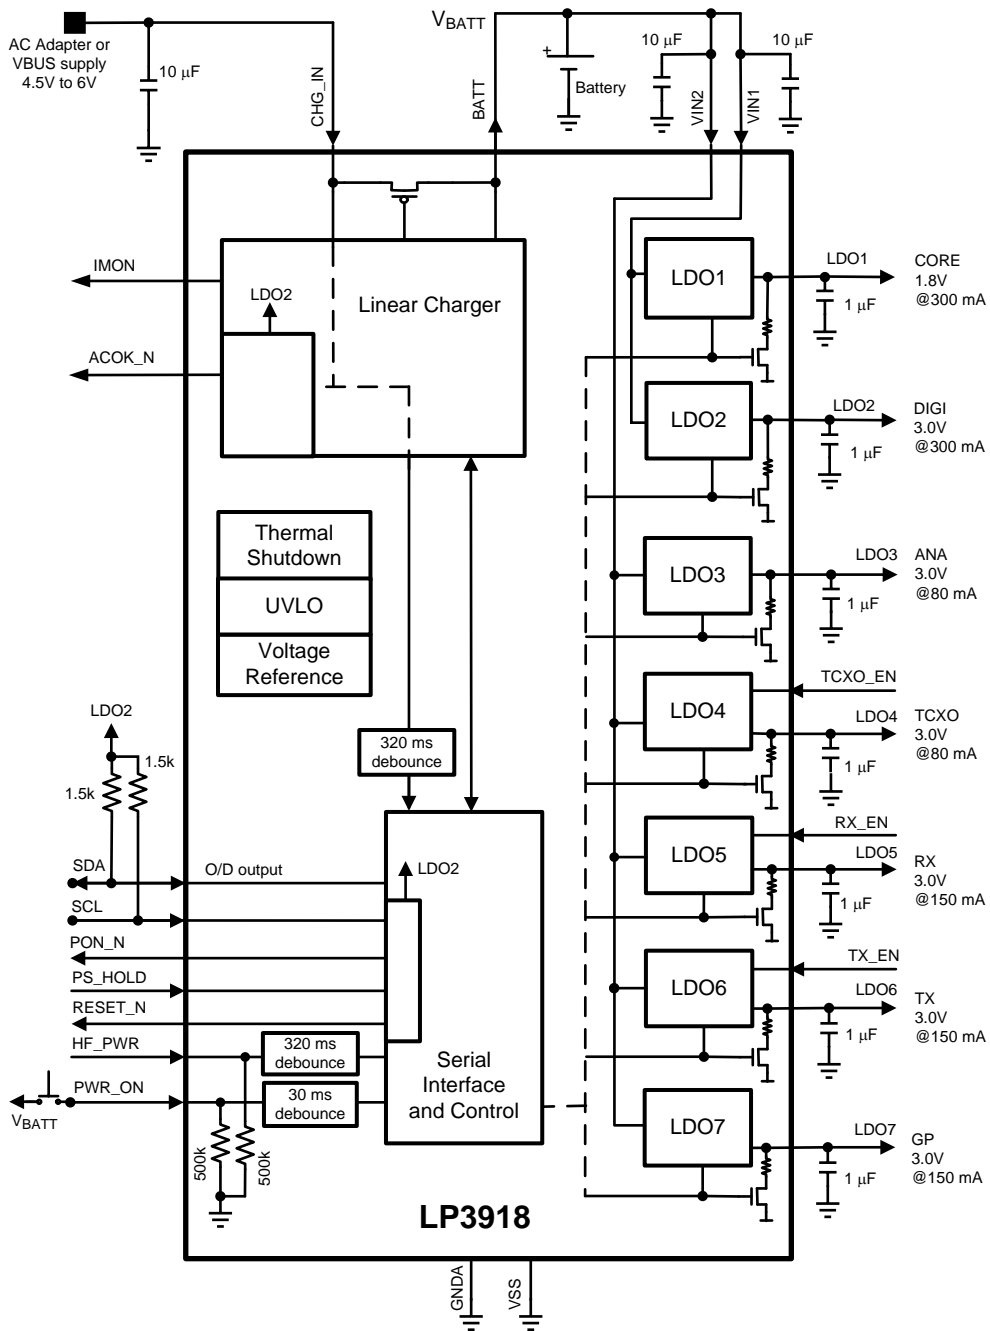 AC Adapter or
VBUS supply
4.5V to 6V
10 µF
CHG_IN
VBATT
BATT
+
Battery
10 µF
VIN2
VIN1
10 µF
IMON
ACOK_N
LDO2
Linear Charger
LDO1
LDO1
CORE
1.8V
@300 mA
1 µF
LDO2
LDO2
DIGI
3.0V
@300 mA
1 µF
Thermal
Shutdown
UVLO
Voltage
Reference
LDO3
LDO3
ANA
3.0V
@80 mA
1 µF
TCXO_EN
LDO4
LDO4
TCXO
3.0V
@80 mA
1 µF
LDO2
1.5k
1.5k
320 ms
debounce
RX_EN
LDO5
LDO5
RX
3.0V
@150 mA
1 µF
SDA
O/D output
LDO2
SCL
PON_N
PS_HOLD
RESET_N
HF_PWR
320 ms
debounce
PWR_ON
30 ms
debounce
VBATT
500k
500k
Serial
Interface
and Control
TX_EN
LDO6
LDO6
TX
3.0V
@150 mA
1 µF
LDO7
LDO7
GP
3.0V
@150 mA
1 µF
LP3918
GNDA
VSS